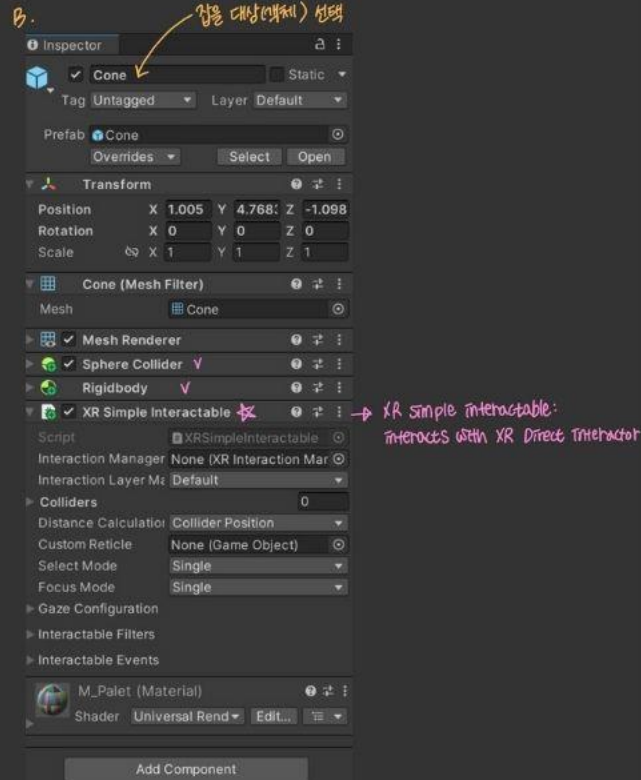 B.
잡을 대상(객체) 선택
Inspector
Cone
Static
Tag Untagged Layer Default
Prefab Cone
Overrides Select Open
Transform
Position X 1.005 Y 4.768 Z -1.098
Rotation X 0 Y 0 Z 0
Scale X 1 Y 1 Z 1
Cone (Mesh Filter)
Mesh Cone
Mesh Renderer
Sphere Collider
Rigidbody
XR Simple Interactable
XR simple interactable:
interacts with XR Direct Interactor
Script XRSimpleInteractable
Interaction Manager None (XR Interaction Mar
Interaction Layer Ma Default
Colliders 0
Distance Calculation Collider Position
Custom Reticle None (Game Object)
Select Mode Single
Focus Mode Single
Gaze Configuration
Interactable Filters
Interactable Events
M_Palet (Material)
Shader Universal Rend Edit...
Add Component